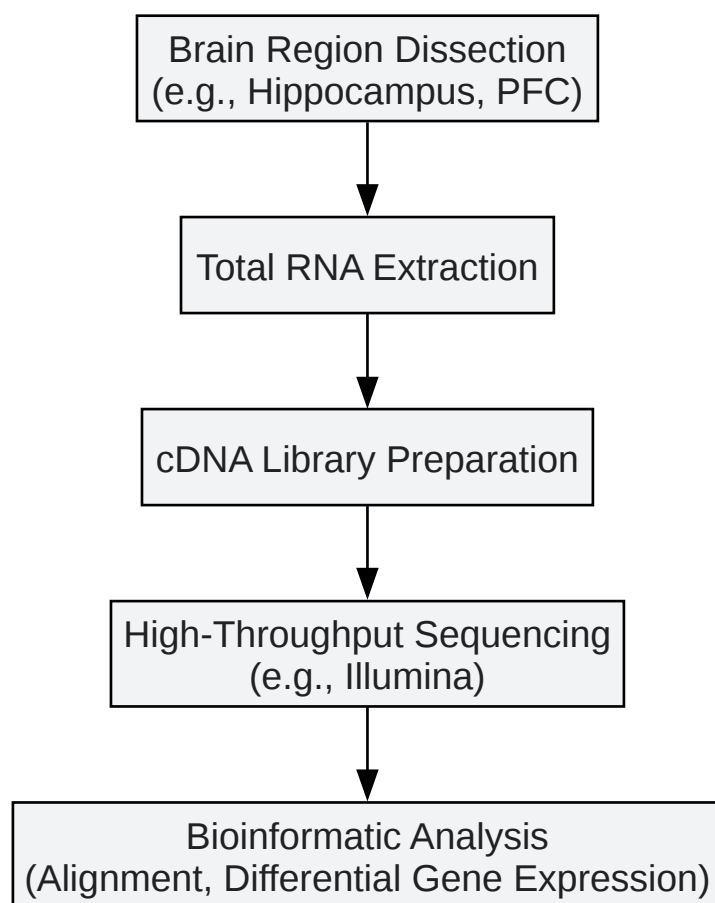 Brain Region Dissection
(e.g., Hippocampus, PFC)
Total RNA Extraction
cDNA Library Preparation
High-Throughput Sequencing
(e.g., Illumina)
Bioinformatic Analysis
(Alignment, Differential Gene Expression)